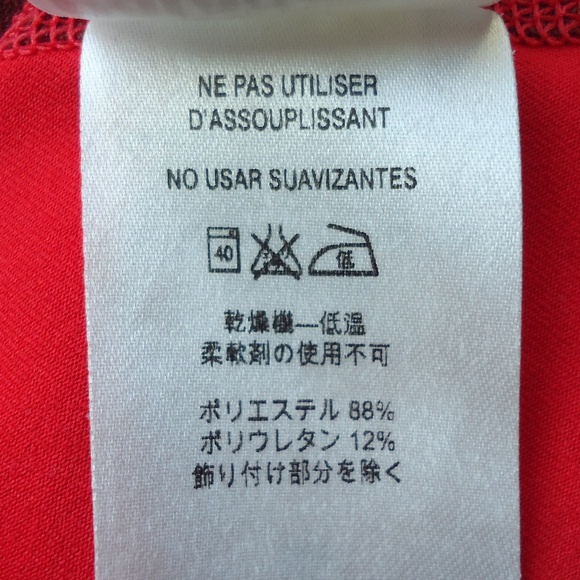 NE PAS UTILISER
D'ASSOUPLISSANT
NO USAR SUAVIZANTES
40 低
乾燥機—低温
柔軟剤の使用不可
ポリエステル 88%
ポリウレタン 12%
飾り付け部分を除く